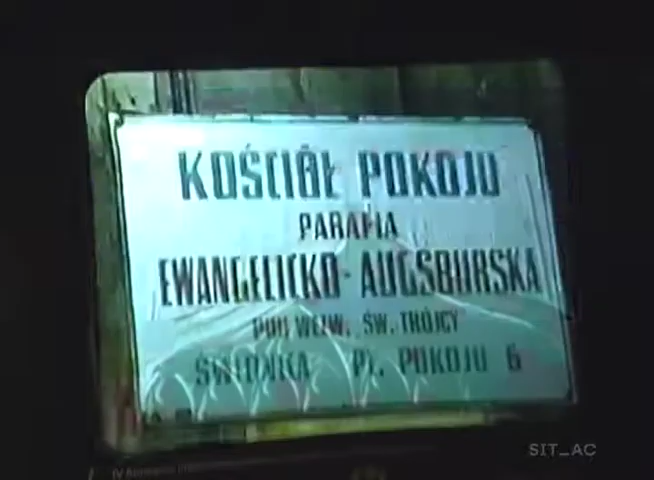 KOŚCIÓŁ POKOJU
PARAFIA
EWANGELICKO-AUGSBURSKA
POD WEZW. ŚW. TRÓJCY
ŚWIDNICA PL. POKOJU 6
SIT_AC